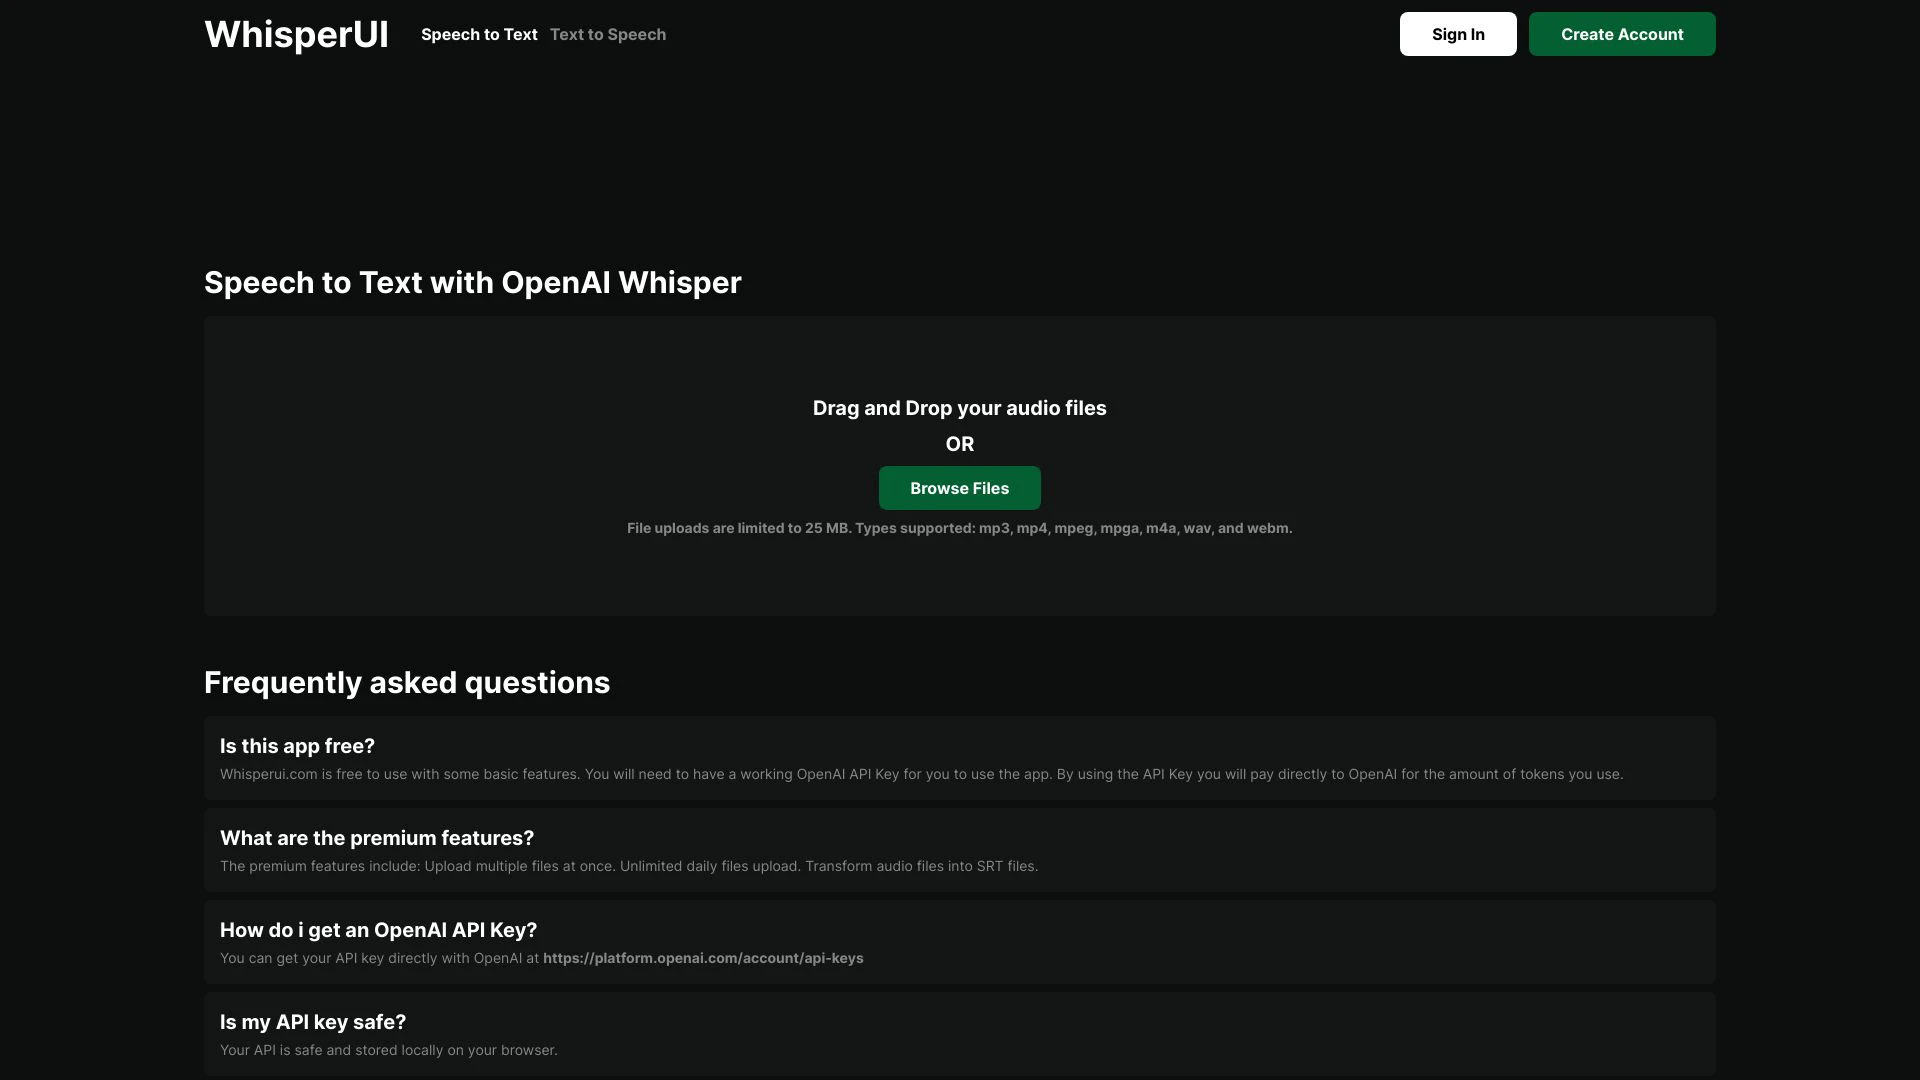 WhisperUI
Speech to Text
Text to Speech
Sign In
Create Account
Speech to Text with OpenAI Whisper
Drag and Drop your audio files
OR
Browse Files
File uploads are limited to 25 MB. Types supported: mp3, mp4, mpeg, mpga, m4a, wav, and webm.
Frequently asked questions
Is this app free?
Whisperui.com is free to use with some basic features. You will need to have a working OpenAI API Key for you to use the app. By using the API Key you will pay directly to OpenAI for the amount of tokens you use.
What are the premium features?
The premium features include: Upload multiple files at once. Unlimited daily files upload. Transform audio files into SRT files.
How do i get an OpenAI API Key?
You can get your API key directly with OpenAI at https://platform.openai.com/account/api-keys
Is my API key safe?
Your API is safe and stored locally on your browser.